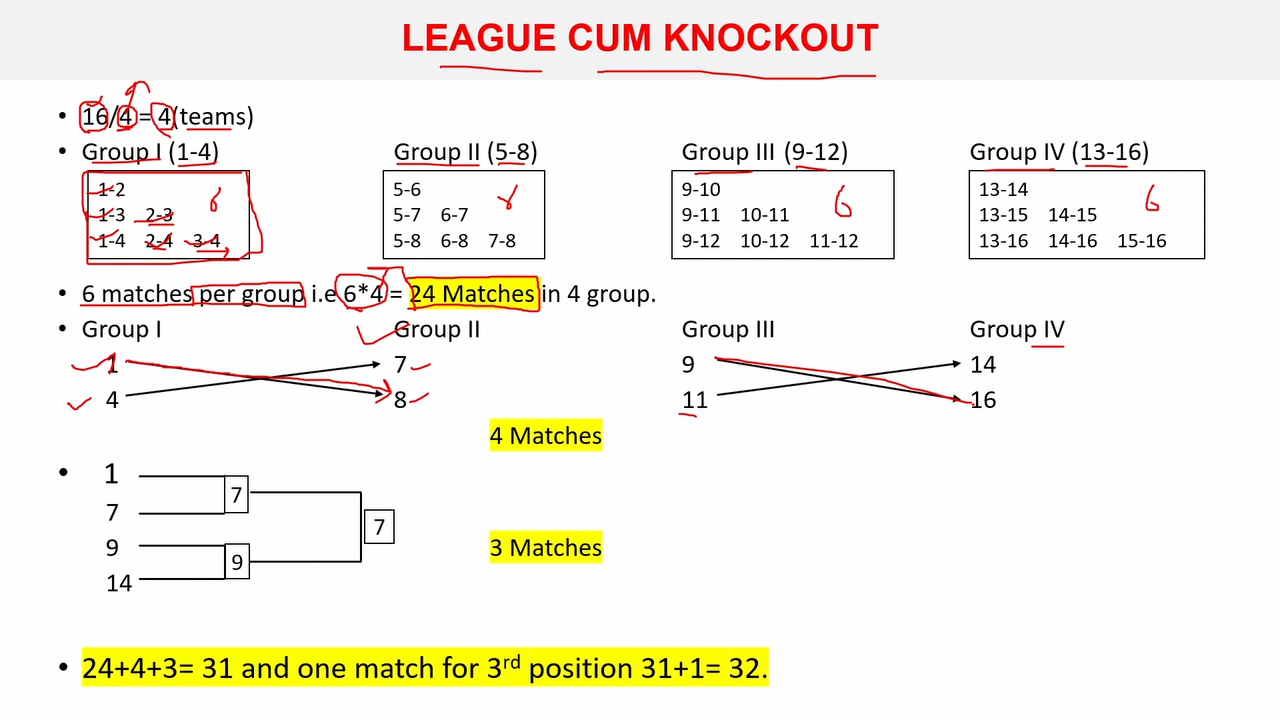 LEAGUE CUM KNOCKOUT
• 16/4 = 4(teams)
• Group I (1-4) Group II (5-8) Group III (9-12) Group IV (13-16)
1-2 5-6 9-10 13-14
1-3 2-3 6 5-7 6-7 9-11 10-11 6 13-15 14-15 6
1-4 2-4 3-4 5-8 6-8 7-8 9-12 10-12 11-12 13-16 14-16 15-16
• 6 matches per group i.e 6*4 = 24 Matches in 4 group.
• Group I Group II Group III Group IV
1 7 9 14
4 8 11 16
4 Matches
• 1
7
7
7
9
3 Matches
9
14
• 24+4+3= 31 and one match for 3rd position 31+1= 32.